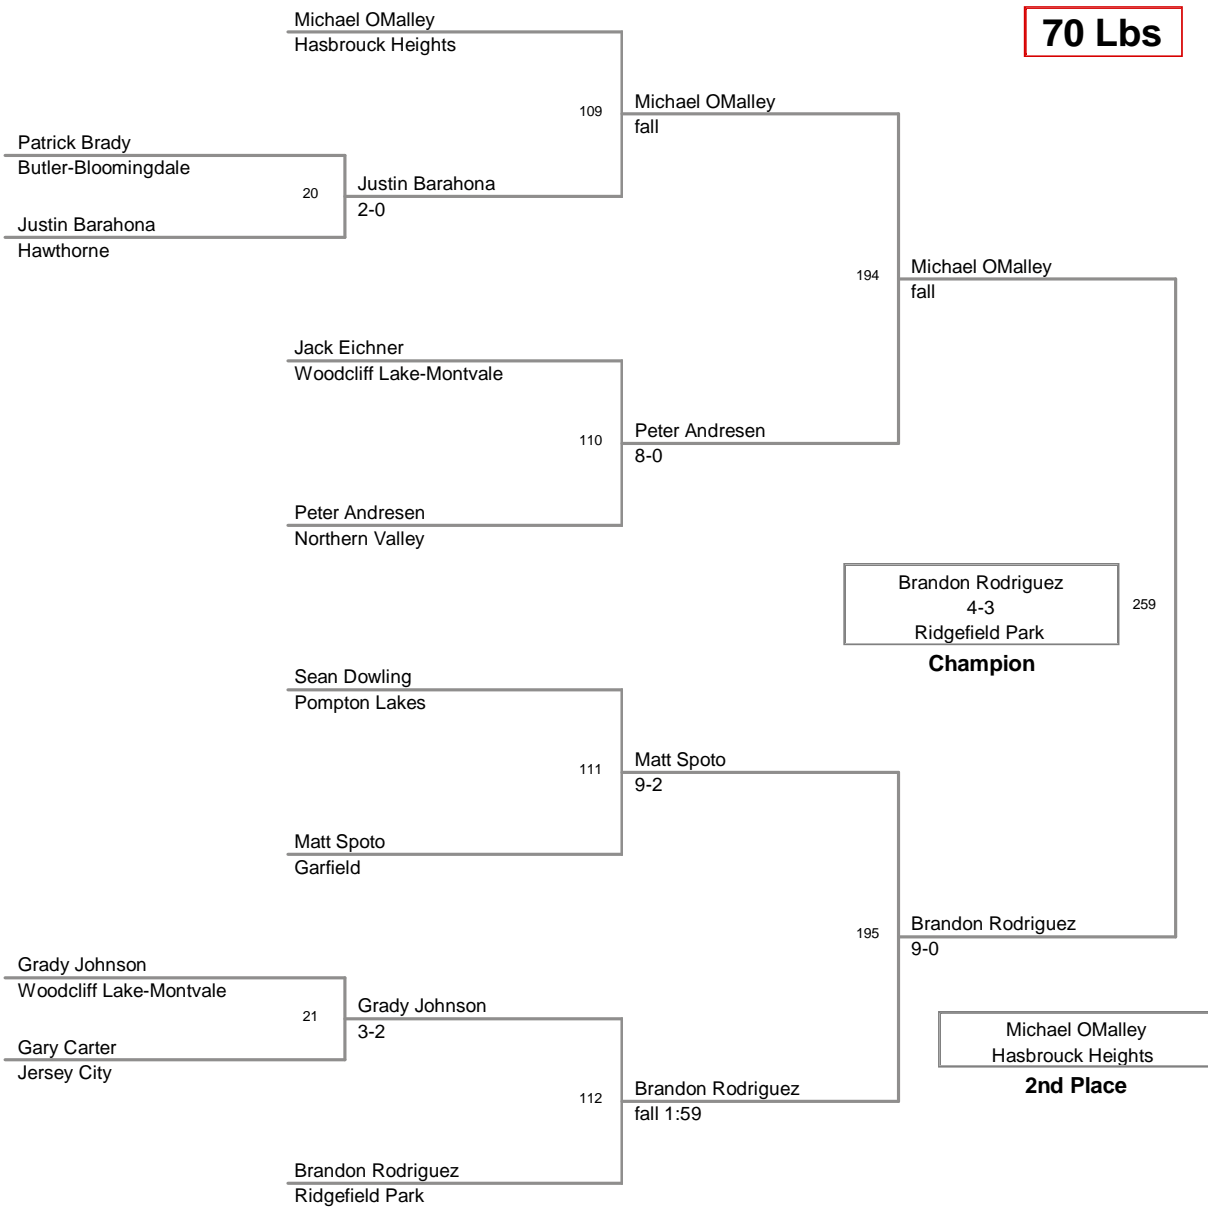 Michael OMalley
Hasbrouck Heights
70 Lbs
109
Michael OMalley
fall
Patrick Brady
Butler-Bloomingdale
20
Justin Barahona
2-0
Justin Barahona
Hawthorne
194
Michael OMalley
fall
Jack Eichner
Woodcliff Lake-Montvale
110
Peter Andresen
8-0
Peter Andresen
Northern Valley
Brandon Rodriguez
4-3
Ridgefield Park
259
Champion
Sean Dowling
Pompton Lakes
111
Matt Spoto
9-2
Matt Spoto
Garfield
195
Brandon Rodriguez
9-0
Grady Johnson
Woodcliff Lake-Montvale
21
Grady Johnson
3-2
Gary Carter
Jersey City
Michael OMalley
Hasbrouck Heights
2nd Place
112
Brandon Rodriguez
fall 1:59
Brandon Rodriguez
Ridgefield Park